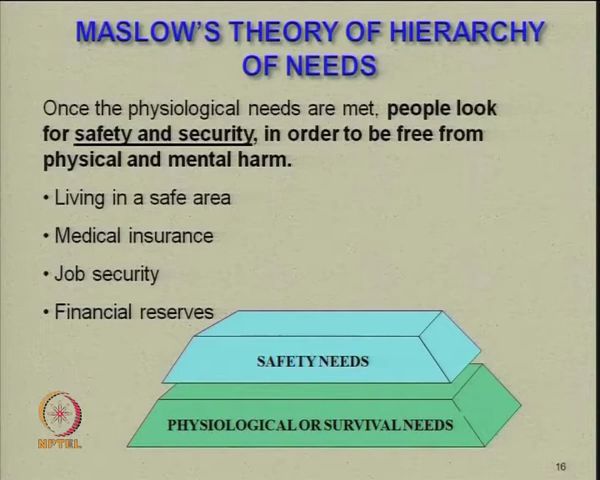 MASLOW'S THEORY OF HIERARCHY
OF NEEDS
Once the physiological needs are met, people look
for safety and security, in order to be free from
physical and mental harm.
• Living in a safe area
• Medical insurance
• Job security
• Financial reserves
SAFETY NEEDS
PHYSIOLOGICAL OR SURVIVAL NEEDS
NPTEL
16